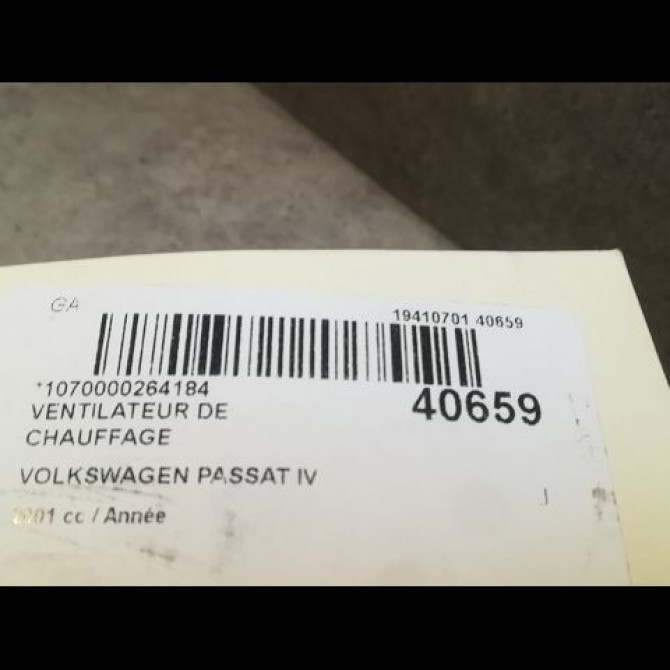 GA
19410701 40659
*1070000264184
40659
VENTILATEUR DE
CHAUFFAGE
VOLKSWAGEN PASSAT IV
cc / Année